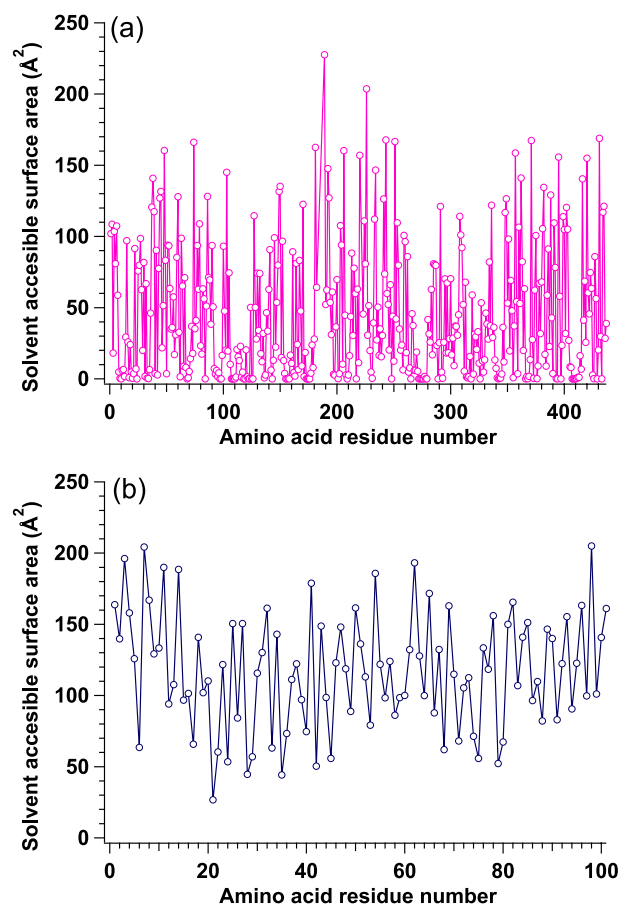 (a)
Solvent accesible surface area (Å²)
250
200
150
100
50
0
0 100 200 300 400
Amino acid residue number
(b)
Solvent accesible surface area (Å²)
250
200
150
100
50
0
0 20 40 60 80 100
Amino acid residue number